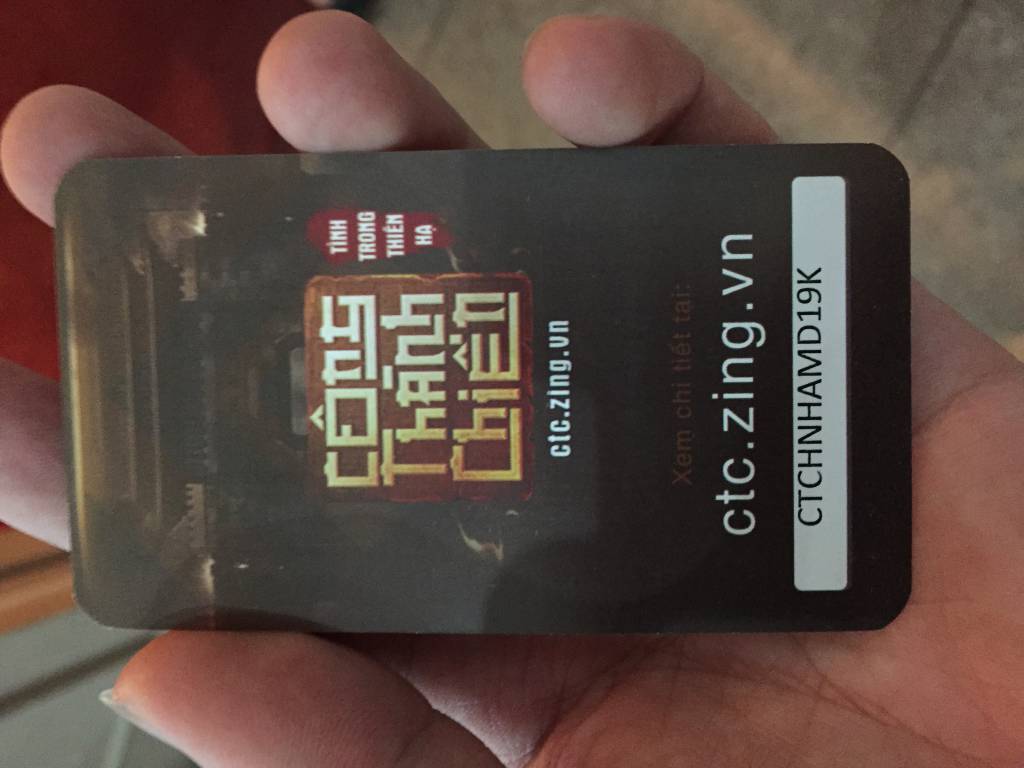 TÌNH
TRONG
THIÊN
HẠ
CÔNG
THÀNH
CHIẾN
ctc.zing.vn
Xem chi tiết tại:
ctc.zing.vn
CTCHNHAMD19K